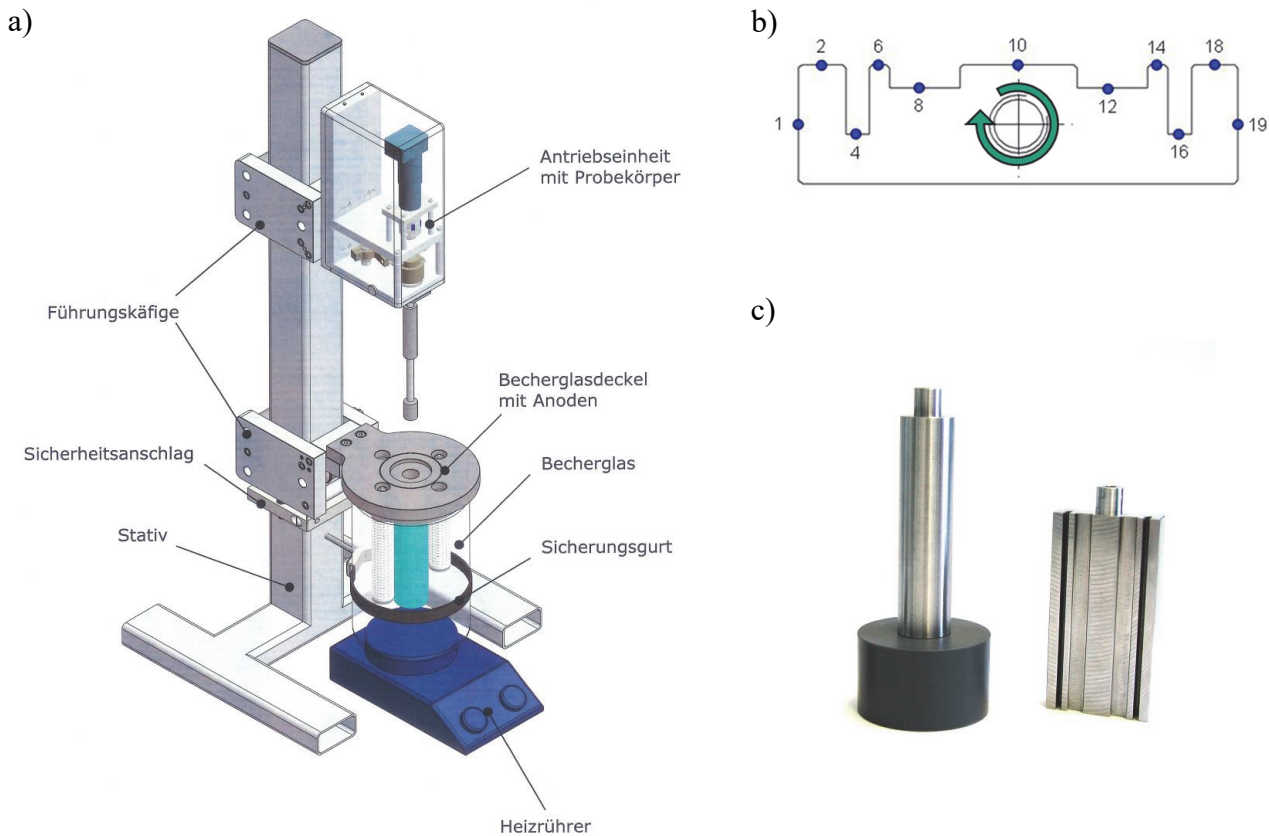 a)
Antriebseinheit
mit Probekörper
Führungskäfige
Becherglasdeckel
mit Anoden
Sicherheitsanschlag
Becherglas
Stativ
Sicherungsgurt
Heizrührer
b)
2
6
10
14
18
8
12
1
19
4
16
c)